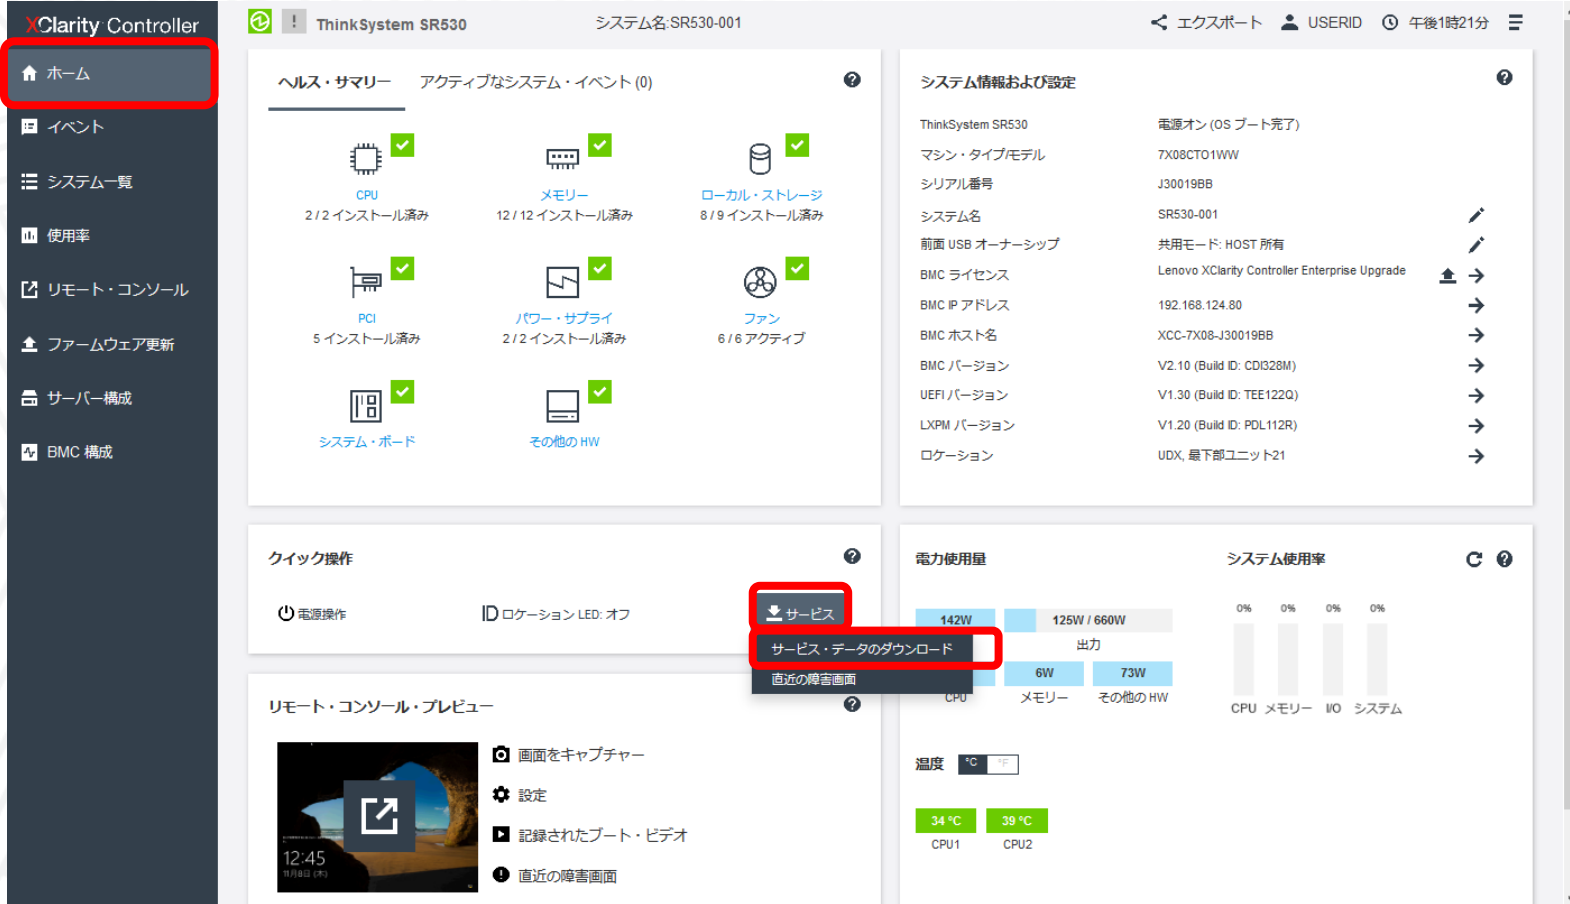 XClarity Controller
ThinkSystem SR530
システム名:SR530-001
エクスポート
USERID
午後1時21分
ホーム
イベント
システム一覧
使用率
リモート・コンソール
ファームウェア更新
サーバー構成
BMC 構成
ヘルス・サマリー
アクティブなシステム・イベント (0)
CPU
2 / 2 インストール済み
メモリー
12 / 12 インストール済み
ローカル・ストレージ
8 / 9 インストール済み
PCI
5 インストール済み
パワー・サプライ
2 / 2 インストール済み
ファン
6 / 6 アクティブ
システム・ボード
その他の HW
システム情報および設定
ThinkSystem SR530 電源オン (OS ブート完了)
マシン・タイプ/モデル 7X08CTO1WW
シリアル番号 J30019BB
システム名 SR530-001
前面 USB オーナーシップ 共用モード: HOST 所有
BMC ライセンス Lenovo XClarity Controller Enterprise Upgrade
BMC IP アドレス 192.168.124.80
BMC ホスト名 XCC-7X08-J30019BB
BMC バージョン V2.10 (Build ID: CDI328M)
UEFI バージョン V1.30 (Build ID: TEE122Q)
LXPM バージョン V1.20 (Build ID: PDL112R)
ロケーション UDX, 最下部ユニット21
クイック操作
電源操作
ID ロケーション LED: オフ
サービス
サービス・データのダウンロード
直近の障害画面
リモート・コンソール・プレビュー
12:45
11月8日 (木)
画面をキャプチャー
設定
記録されたブート・ビデオ
直近の障害画面
電力使用量
142W
125W / 660W
出力
6W
73W
CPU
メモリー
その他の HW
システム使用率
0% 0% 0% 0%
CPU メモリー I/O システム
温度
°C °F
34 °C 39 °C
CPU1 CPU2